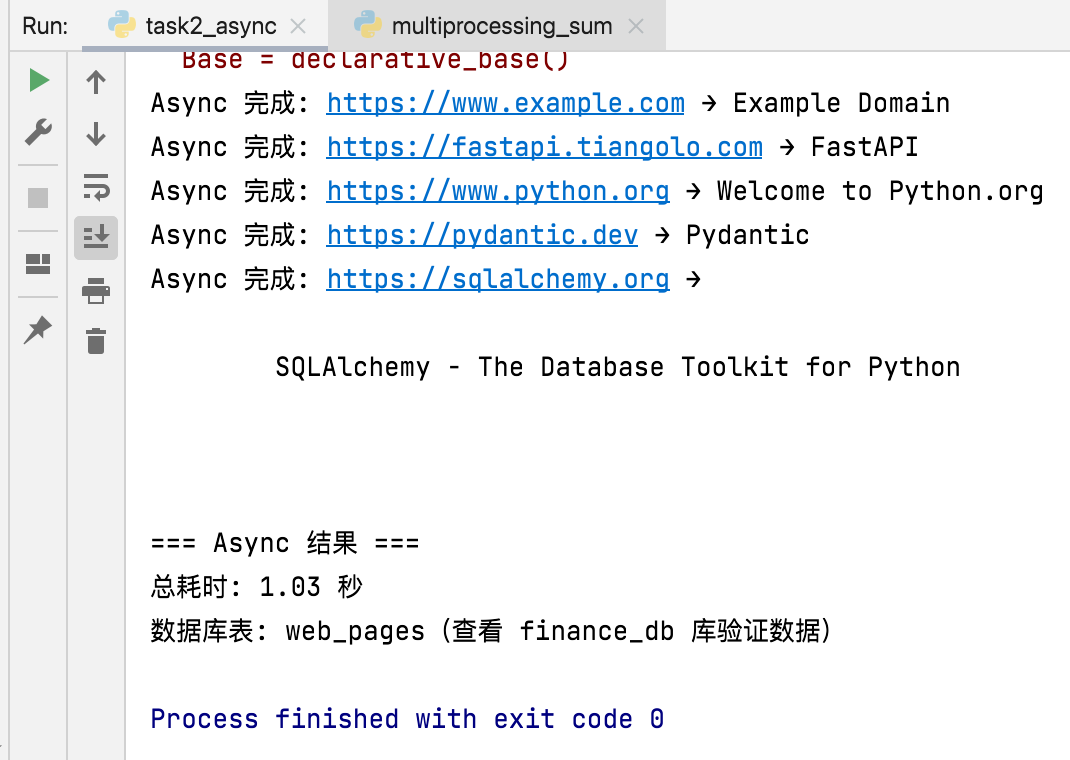 Run: task2_async multiprocessing_sum
Base = declarative_base()
Async 完成: https://www.example.com → Example Domain
Async 完成: https://fastapi.tiangolo.com → FastAPI
Async 完成: https://www.python.org → Welcome to Python.org
Async 完成: https://pydantic.dev → Pydantic
Async 完成: https://sqlalchemy.org →
SQLAlchemy - The Database Toolkit for Python
=== Async 结果 ===
总耗时: 1.03 秒
数据库表: web_pages（查看 finance_db 库验证数据）
Process finished with exit code 0